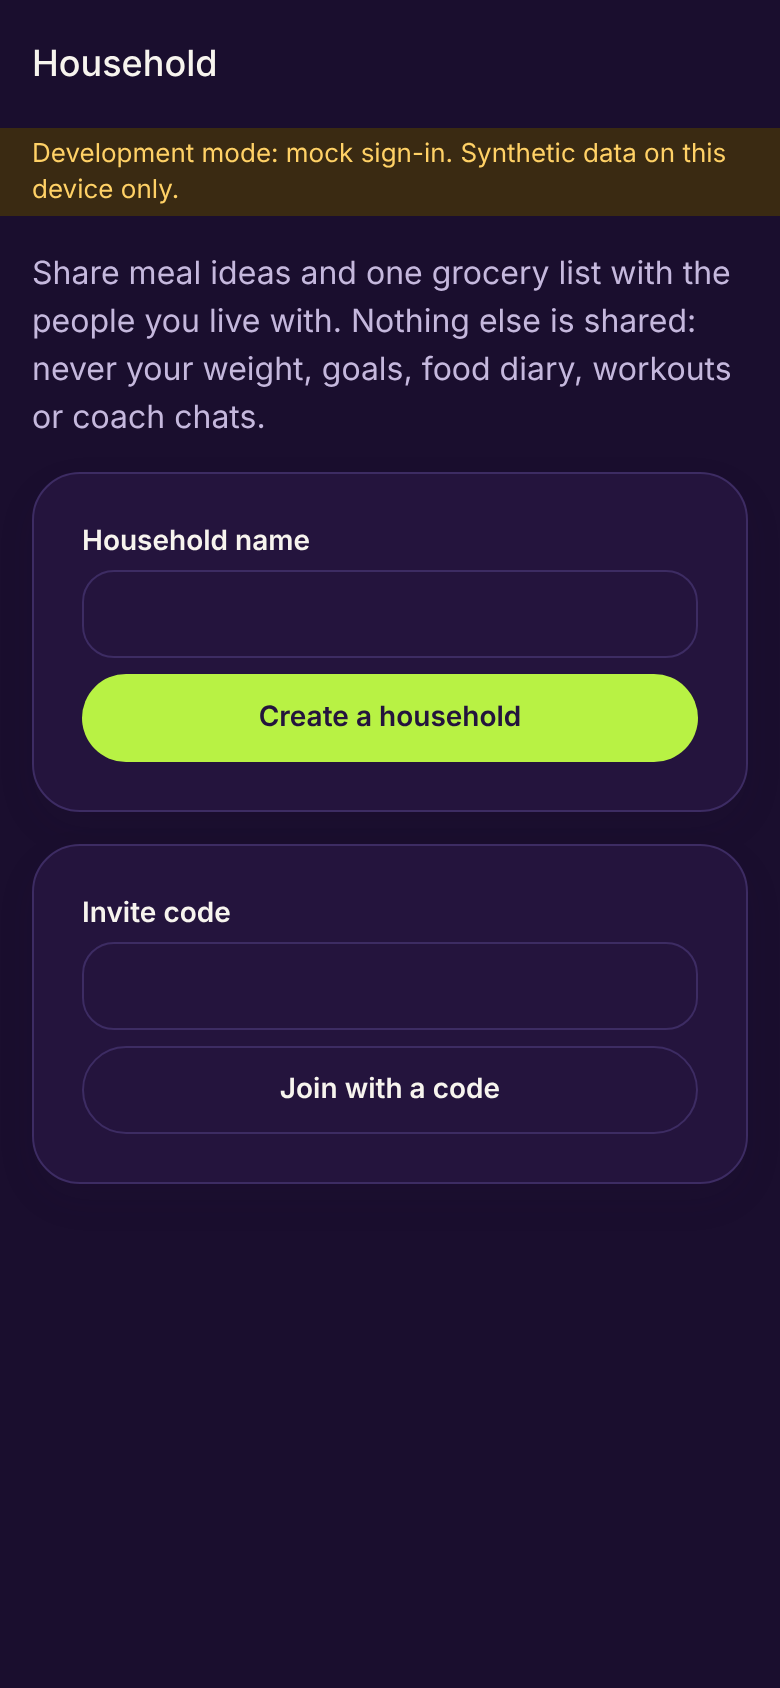 Household
Development mode: mock sign-in. Synthetic data on this
device only.
Share meal ideas and one grocery list with the
people you live with. Nothing else is shared:
never your weight, goals, food diary, workouts
or coach chats.
Household name
Create a household
Invite code
Join with a code